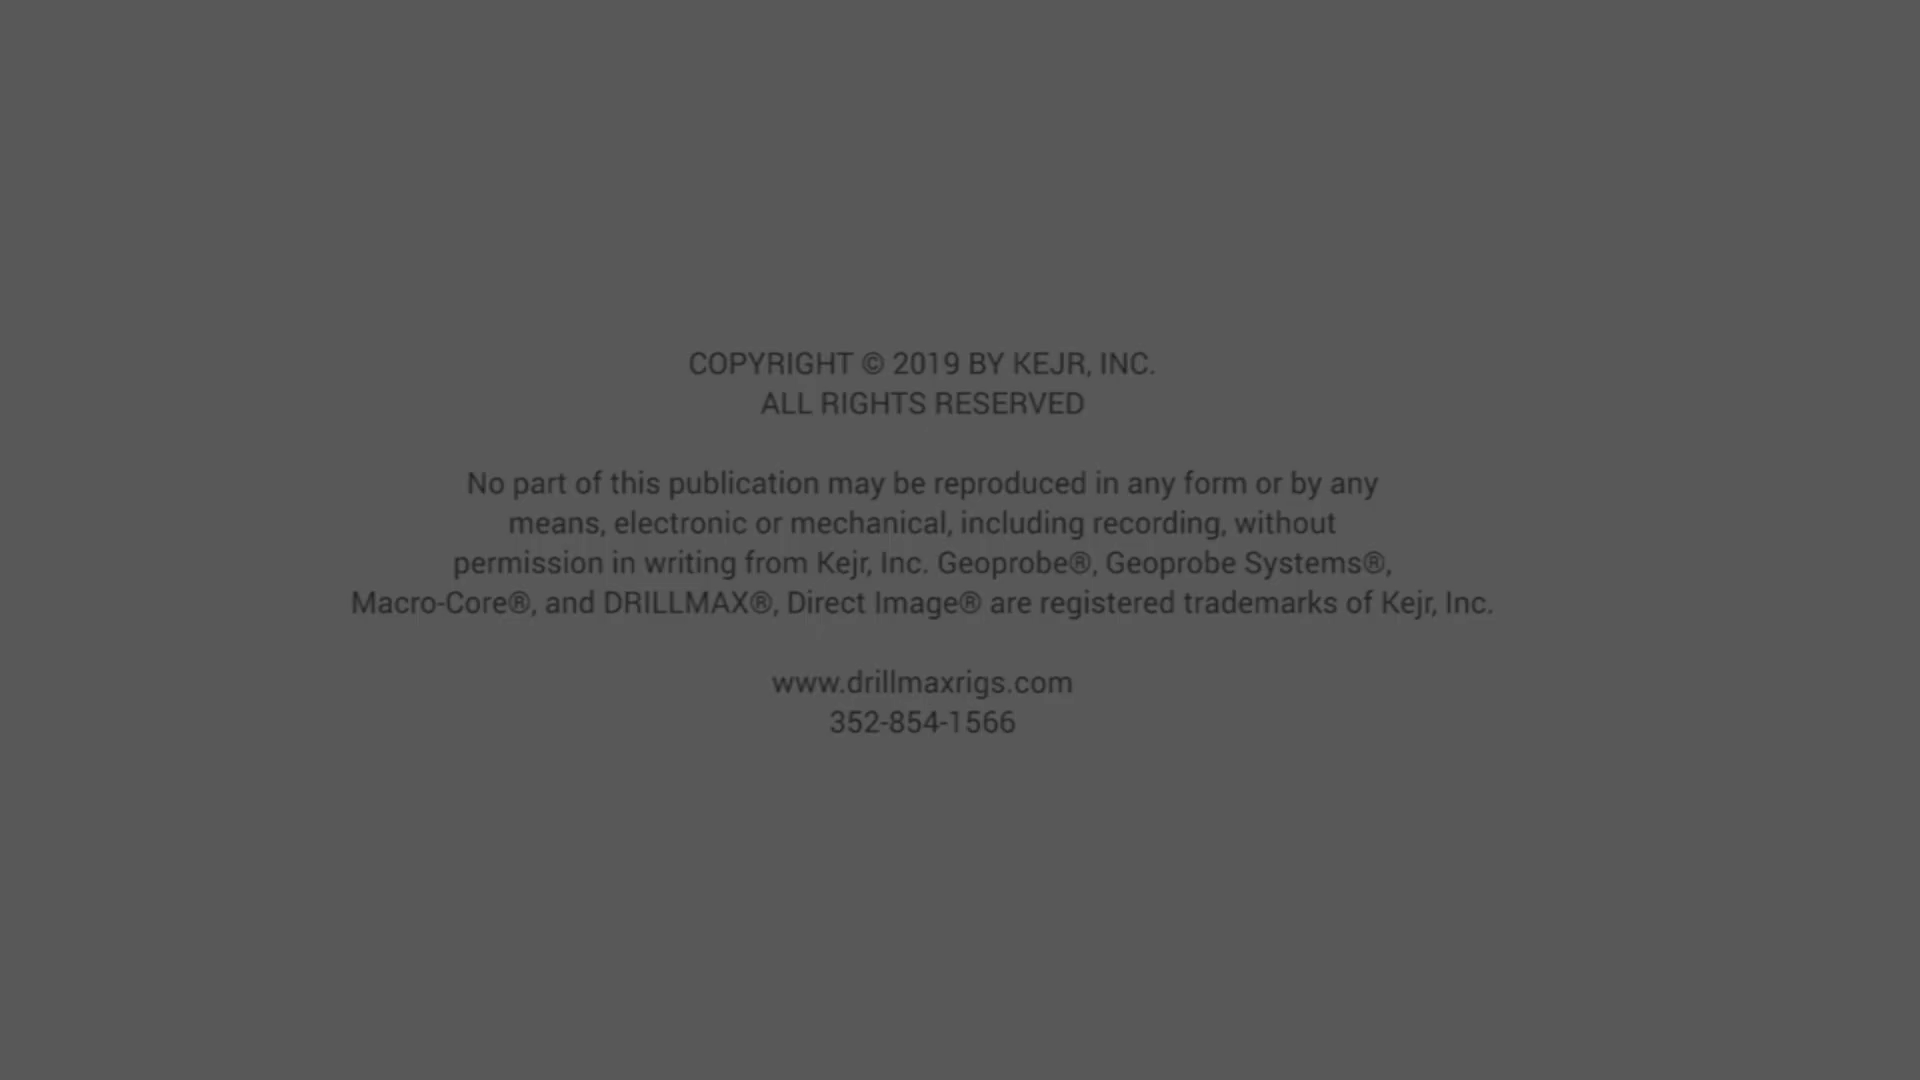 COPYRIGHT © 2019 BY KEJR, INC.
ALL RIGHTS RESERVED
No part of this publication may be reproduced in any form or by any
means, electronic or mechanical, including recording, without
permission in writing from Kejr, Inc. Geoprobe®, Geoprobe Systems®,
Macro-Core®, and DRILLMAX®, Direct Image® are registered trademarks of Kejr, Inc.
www.drillmaxrigs.com
352-854-1566